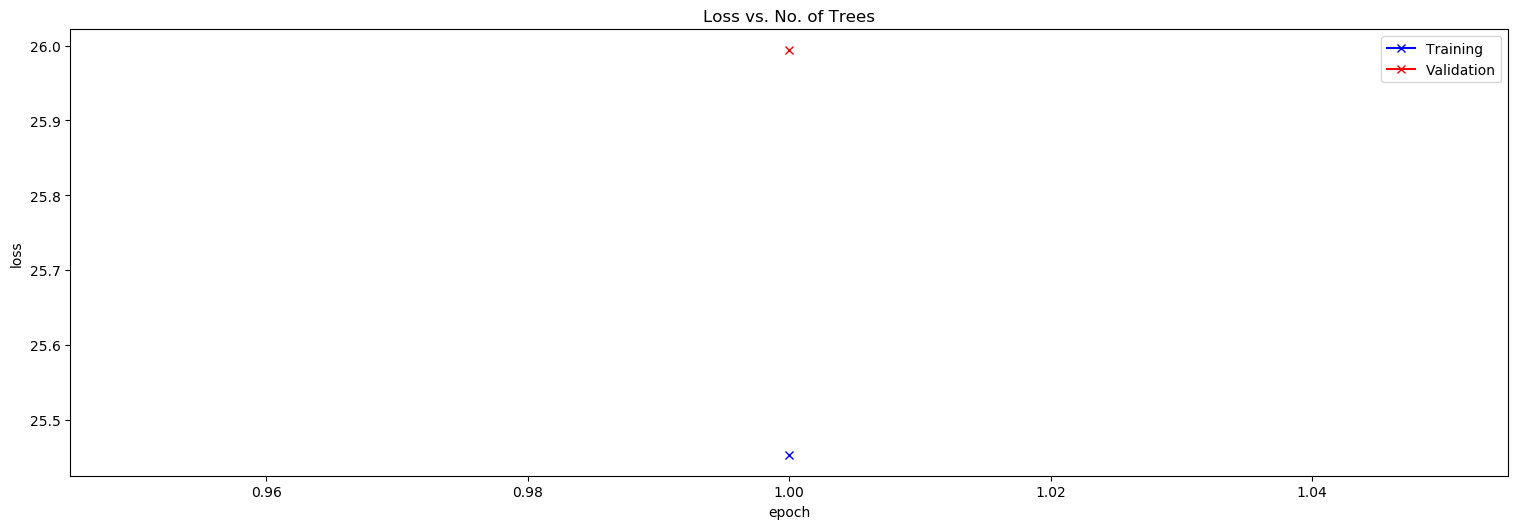 Loss vs. No. of Trees
Training
Validation
26.0
25.9
25.8
25.7
25.6
25.5
loss
0.96 0.98 1.00 1.02 1.04
epoch